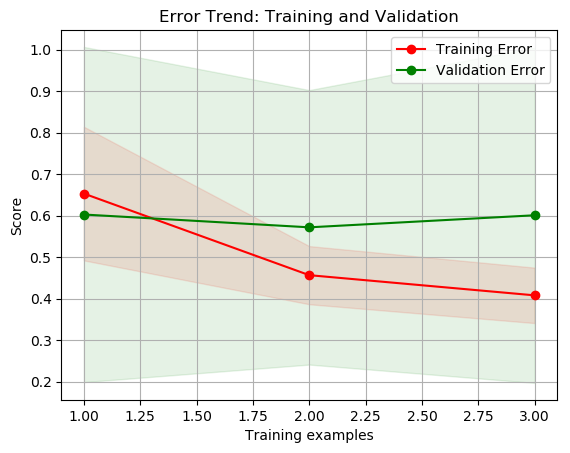 Error Trend: Training and Validation
Training Error
Validation Error
Score
1.0
0.9
0.8
0.7
0.6
0.5
0.4
0.3
0.2
1.00 1.25 1.50 1.75 2.00 2.25 2.50 2.75 3.00
Training examples